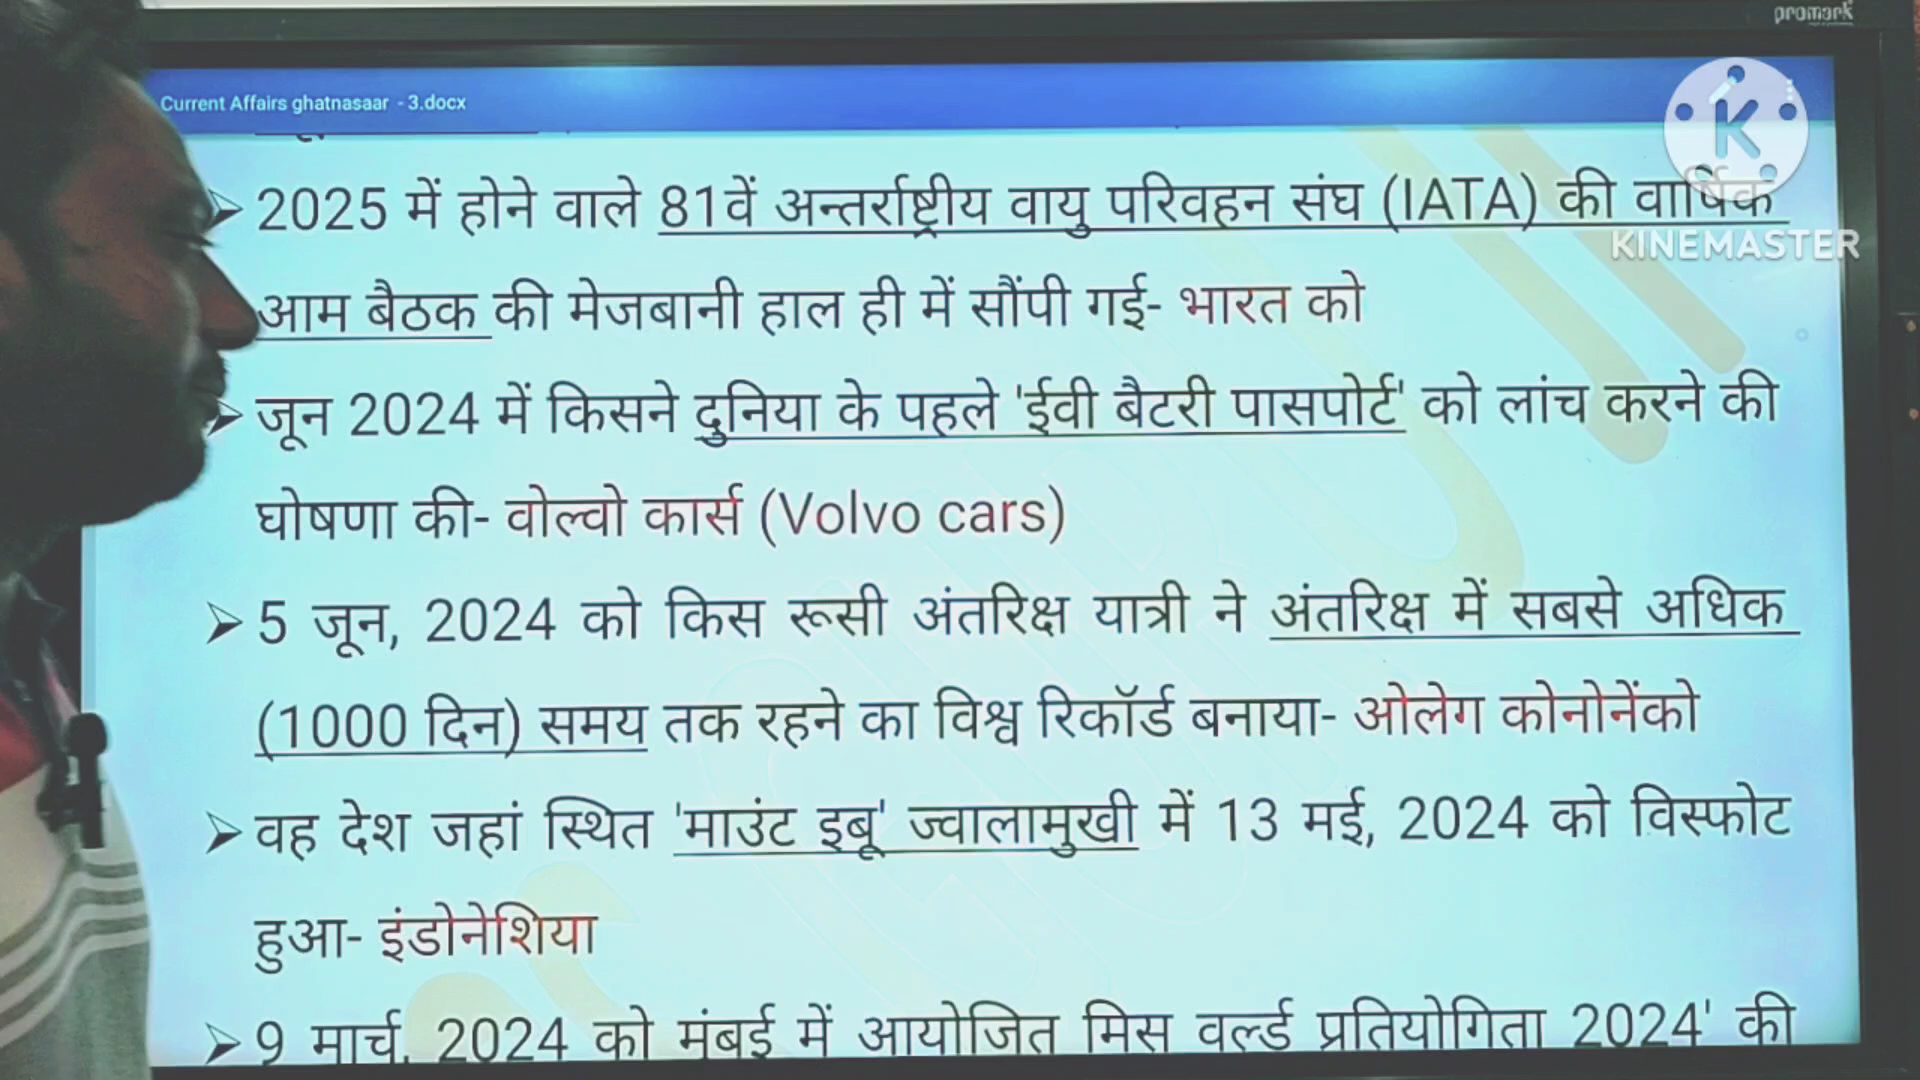 promark
Current Affairs ghatnasaar - 3.docx
➢ 2025 में होने वाले 81वें अन्तर्राष्ट्रीय वायु परिवहन संघ (IATA) की वार्षिक
KINEMASTER
आम बैठक की मेजबानी हाल ही में सौंपी गई- भारत को
➢ जून 2024 में किसने दुनिया के पहले 'ईवी बैटरी पासपोर्ट' को लांच करने की
घोषणा की- वोल्वो कार्स (Volvo cars)
➢ 5 जून, 2024 को किस रूसी अंतरिक्ष यात्री ने अंतरिक्ष में सबसे अधिक
(1000 दिन) समय तक रहने का विश्व रिकॉर्ड बनाया- ओलेग कोनोनेंको
➢ वह देश जहां स्थित 'माउंट इबू' ज्वालामुखी में 13 मई, 2024 को विस्फोट
हुआ- इंडोनेशिया
➢ 9 मार्च, 2024 को मुंबई में आयोजित मिस वर्ल्ड प्रतियोगिता 2024' की